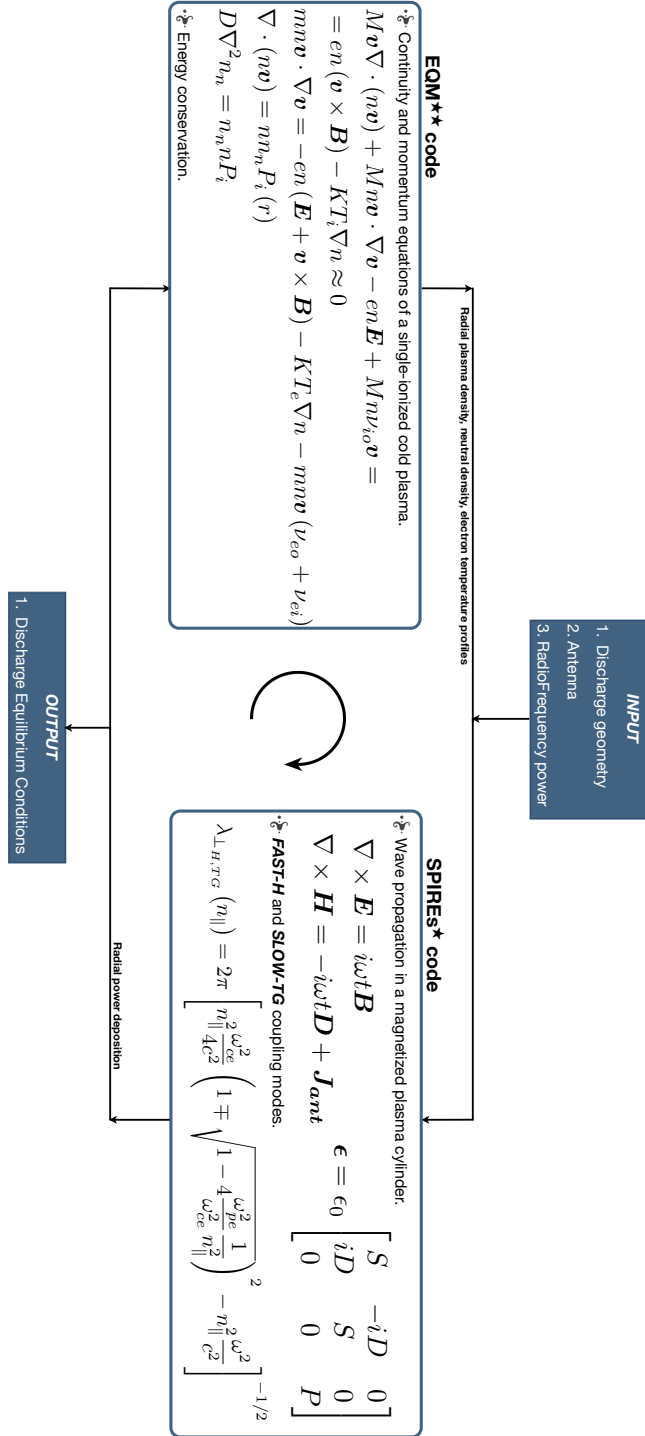 INPUT
1. Discharge geometry
2. Antenna
3. RadioFrequency power
Radial plasma density, neutral density, electron temperature profiles
EQM★★ code
Continuity and momentum equations of a single-ionized cold plasma.
M𝒗∇ · (n𝒗) + Mn𝒗 · ∇𝒗 − en𝑬 + Mnν_{io}𝒗 =
= en(𝒗 × 𝑩) − KT_i∇n ≈ 0
mn𝒗 · ∇𝒗 = −en(𝑬 + 𝒗 × 𝑩) − KT_e∇n − mn𝒗(ν_{eo} + ν_{ei})
∇ · (n𝒗) = nn_nP_i(r)
D∇²n_n = n_nnP_i
Energy conservation.
SPIREs★ code
Wave propagation in a magnetized plasma cylinder.
∇ × 𝑬 = iωt𝑩
∇ × 𝑯 = −iωt𝑫 + 𝑱_{ant}
ϵ = ϵ_0 [ S −iD 0
iD S 0
0 0 P ]
FAST-H and SLOW-TG coupling modes.
λ_{⊥H,TG}(n_∥) = 2π [ n_∥² ω_{ce}²/4c² ( 1 ∓ √(1 − 4 ω_{pe}²/ω_{ce}² 1/n_∥²) )² − n_∥² ω²/c² ]^{−1/2}
Radial power deposition
OUTPUT
1. Discharge Equilibrium Conditions